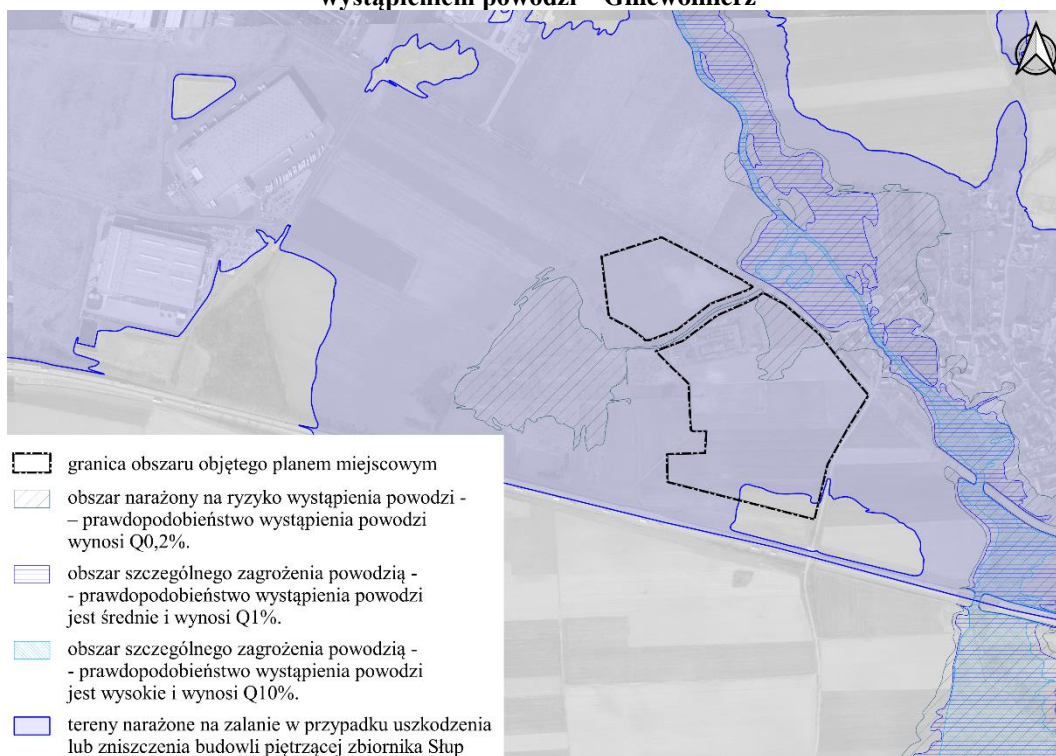 wystąpieniem powodzi – Gniewomierz
granica obszaru objętego planem miejscowym
obszar narażony na ryzyko wystąpienia powodzi -
– prawdopodobieństwo wystąpienia powodzi
wynosi Q0,2%.
obszar szczególnego zagrożenia powodzią -
- prawdopodobieństwo wystąpienia powodzi
jest średnie i wynosi Q1%.
obszar szczególnego zagrożenia powodzią -
- prawdopodobieństwo wystąpienia powodzi
jest wysokie i wynosi Q10%.
tereny narażone na zalanie w przypadku uszkodzenia
lub zniszczenia budowli piętrzącej zbiornika Słup